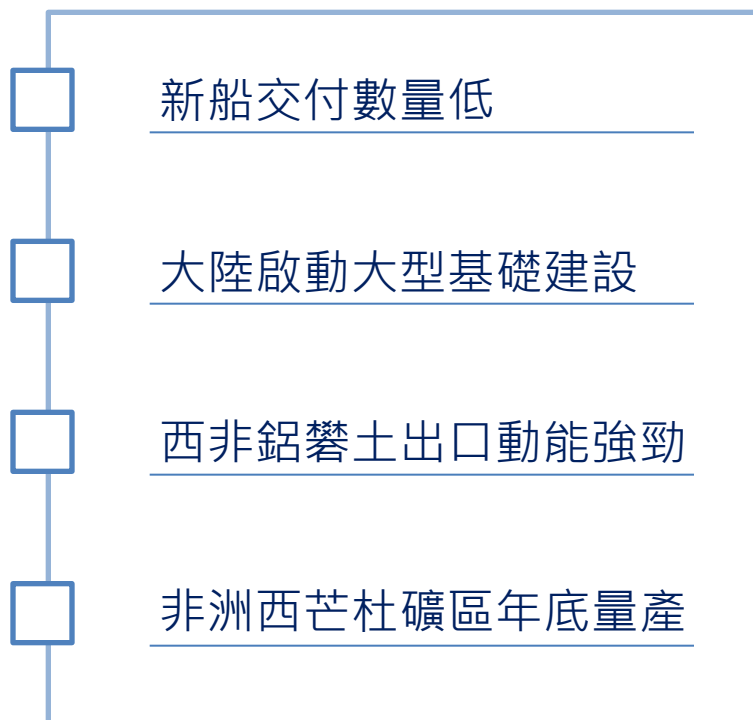 新船交付數量低
大陸啟動大型基礎建設
西非鋁礬土出口動能強勁
非洲西芒杜礦區年底量產